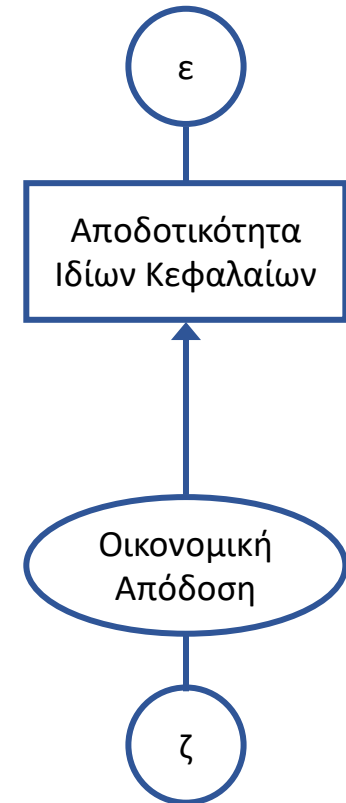 ε
Αποδοτικότητα
Ιδίων Κεφαλαίων
Οικονομική
Απόδοση
ζ